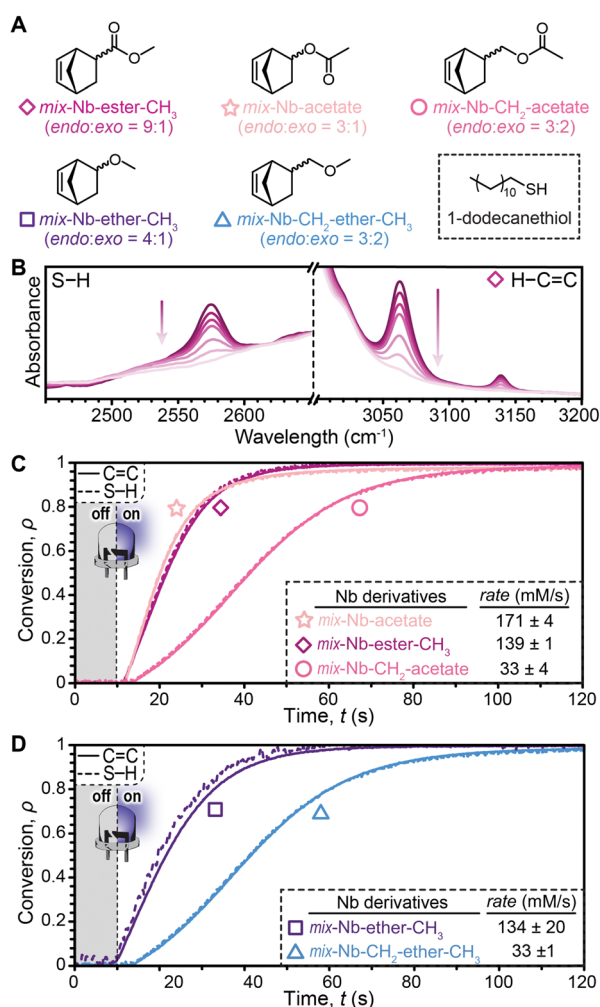 A
O
O
O
O
O
O
mix-Nb-ester-CH3
(endo:exo = 9:1)
mix-Nb-acetate
(endo:exo = 3:1)
mix-Nb-CH2-acetate
(endo:exo = 3:2)
O
O
10
SH
mix-Nb-ether-CH3
(endo:exo = 4:1)
mix-Nb-CH2-ether-CH3
(endo:exo = 3:2)
1-dodecanethiol
B
S–H
H–C=C
Absorbance
2500 2550 2600 3050 3100 3150 3200
Wavelength (cm-1)
C
C=C
S–H
off on
Conversion, ρ
1
0.8
0.6
0.4
0.2
0
Nb derivatives rate (mM/s)
mix-Nb-acetate 171 ± 4
mix-Nb-ester-CH3 139 ± 1
mix-Nb-CH2-acetate 33 ± 4
0 20 40 60 80 100 120
Time, t (s)
D
C=C
S–H
off on
Conversion, ρ
1
0.8
0.6
0.4
0.2
0
Nb derivatives rate (mM/s)
mix-Nb-ether-CH3 134 ± 20
mix-Nb-CH2-ether-CH3 33 ±1
0 20 40 60 80 100 120
Time, t (s)